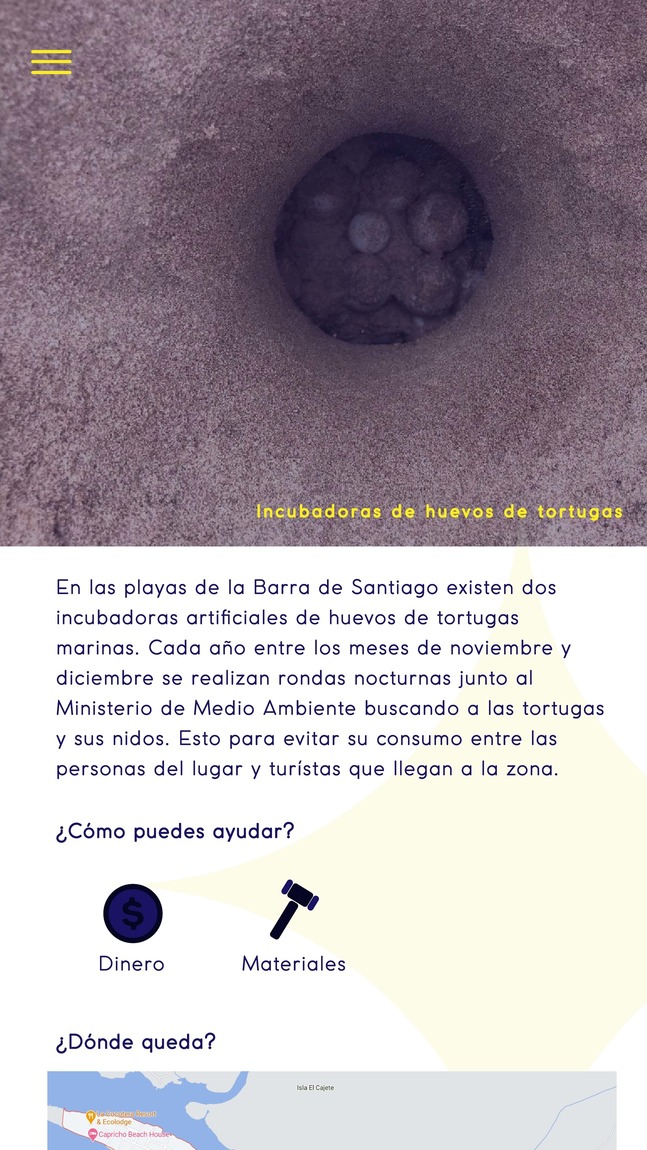 Incubadoras de huevos de tortugas
En las playas de la Barra de Santiago existen dos
incubadoras artificiales de huevos de tortugas
marinas. Cada año entre los meses de noviembre y
diciembre se realizan rondas nocturnas junto al
Ministerio de Medio Ambiente buscando a las tortugas
y sus nidos. Esto para evitar su consumo entre las
personas del lugar y turístas que llegan a la zona.
¿Cómo puedes ayudar?
$
Dinero Materiales
¿Dónde queda?
Isla El Cajete
La Cocotera Resort
& Ecolodge
Capricho Beach House